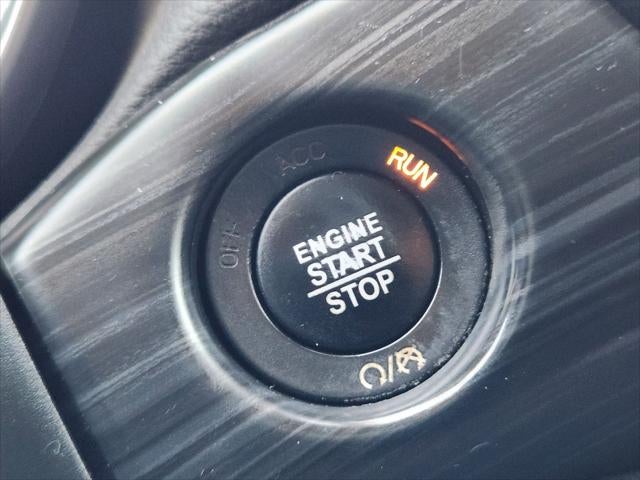 OFF
ACC
RUN
ENGINE
START
STOP